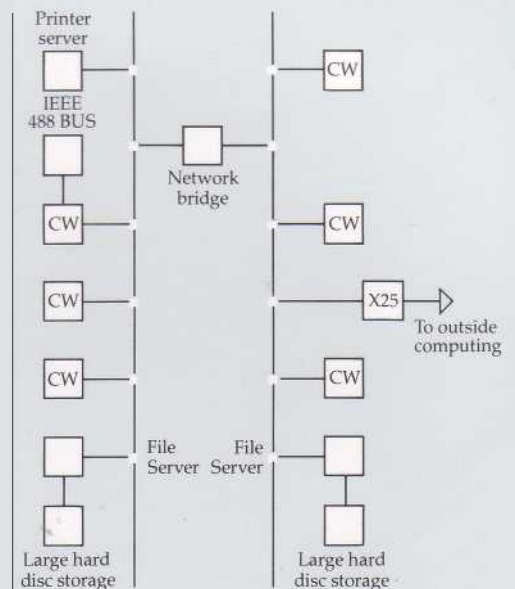 Printer
server
CW
IEEE
488 BUS
Network
bridge
CW
CW
CW
X25
To outside
computing
CW
CW
File
Server
File
Server
Large hard
disc storage
Large hard
disc storage